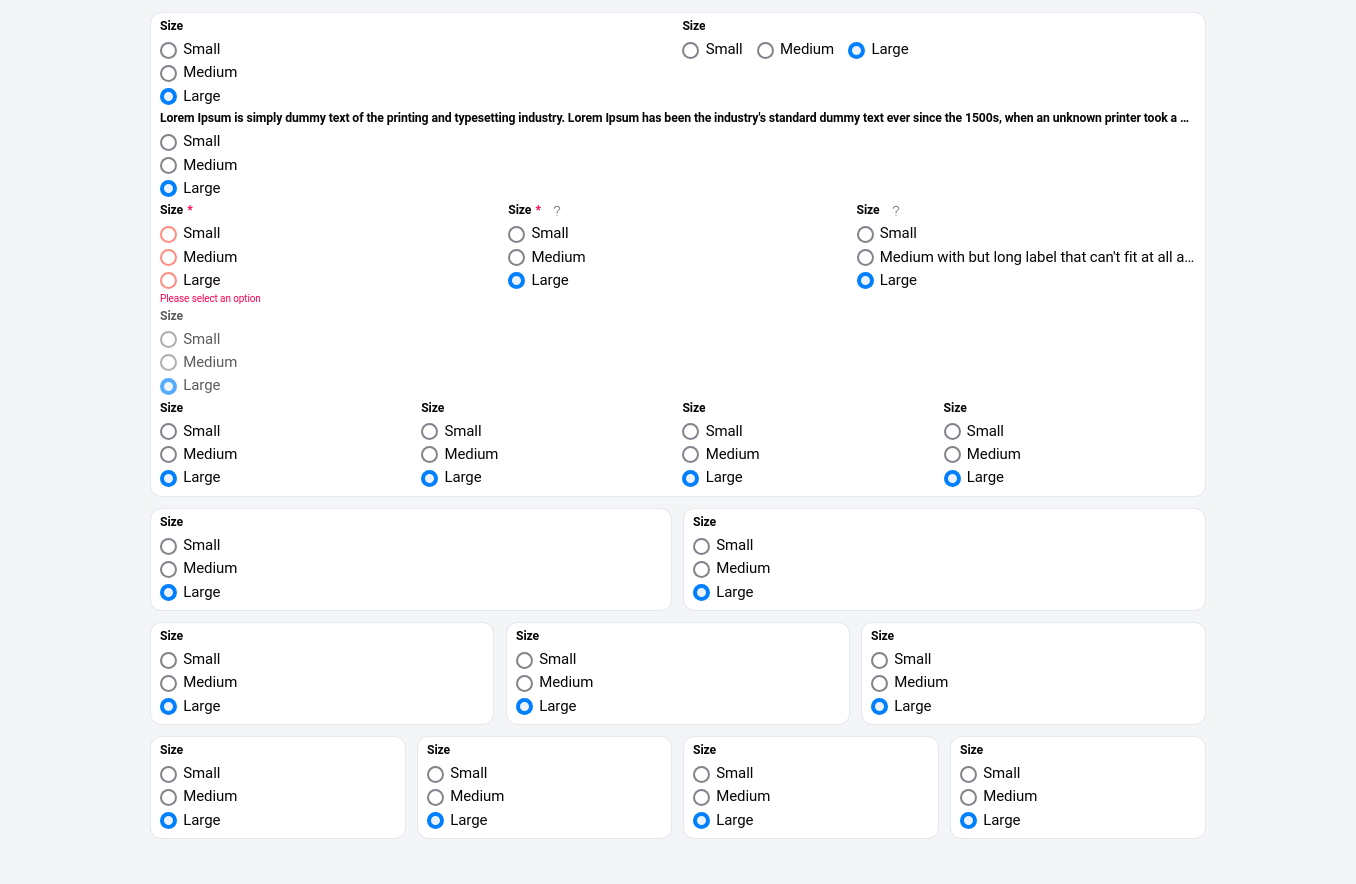 Size Size
Small Small Medium Large
Medium
Large
Lorem Ipsum is simply dummy text of the printing and typesetting industry. Lorem Ipsum has been the industry's standard dummy text ever since the 1500s, when an unknown printer took a ...
Small
Medium
Large
Size * Size * ? Size ?
Small Small Small
Medium Medium Medium with but long label that can't fit at all a...
Large Large Large
Please select an option
Size
Small
Medium
Large
Size Size Size Size
Small Small Small Small
Medium Medium Medium Medium
Large Large Large Large
Size Size
Small Small
Medium Medium
Large Large
Size Size Size
Small Small Small
Medium Medium Medium
Large Large Large
Size Size Size Size
Small Small Small Small
Medium Medium Medium Medium
Large Large Large Large